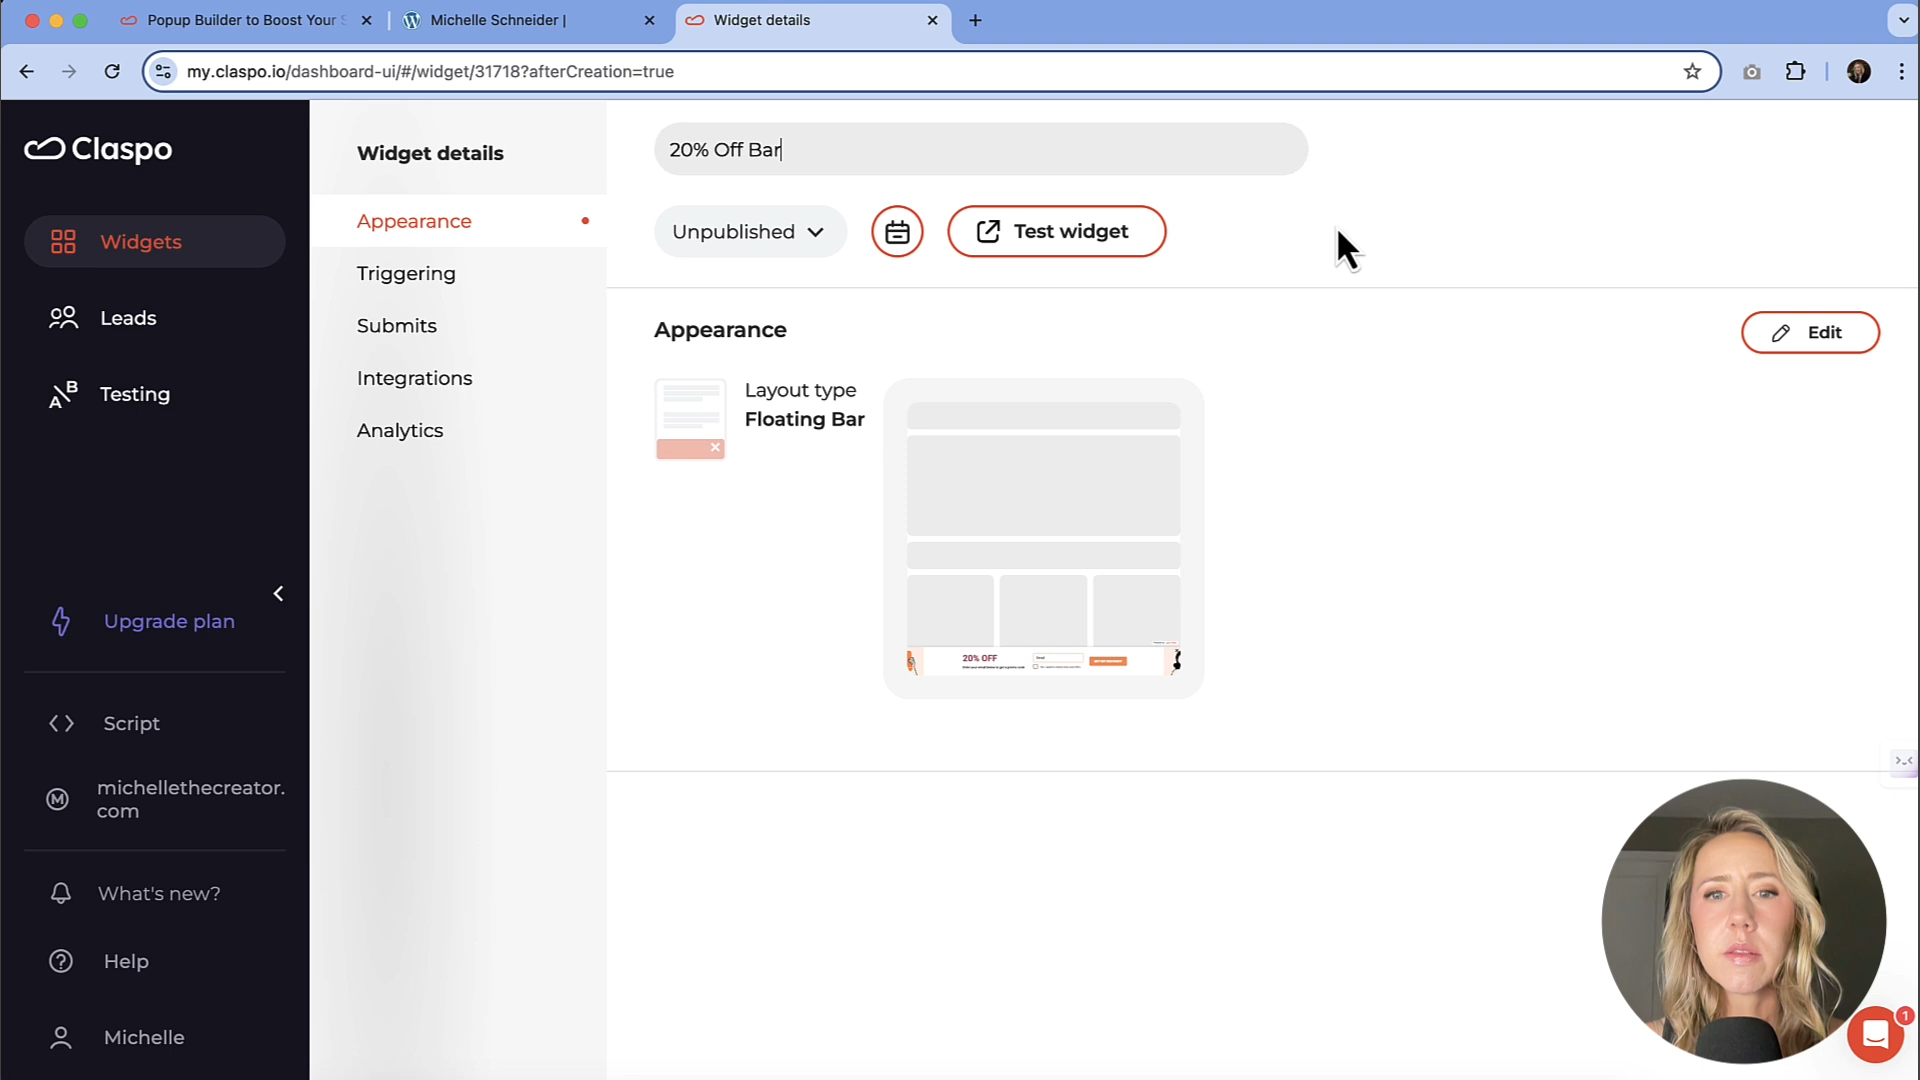 Popup Builder to Boost Your S
Michelle Schneider |
Widget details
my.claspo.io/dashboard-ui/#/widget/31718?afterCreation=true
Claspo
Widgets
Leads
A B
Testing
Upgrade plan
Script
M
michellethecreator.
com
What's new?
Help
Michelle
Widget details
Appearance
Triggering
Submits
Integrations
Analytics
20% Off Bar
Unpublished
Test widget
Appearance
Edit
Layout type
Floating Bar
20% OFF
Email
1